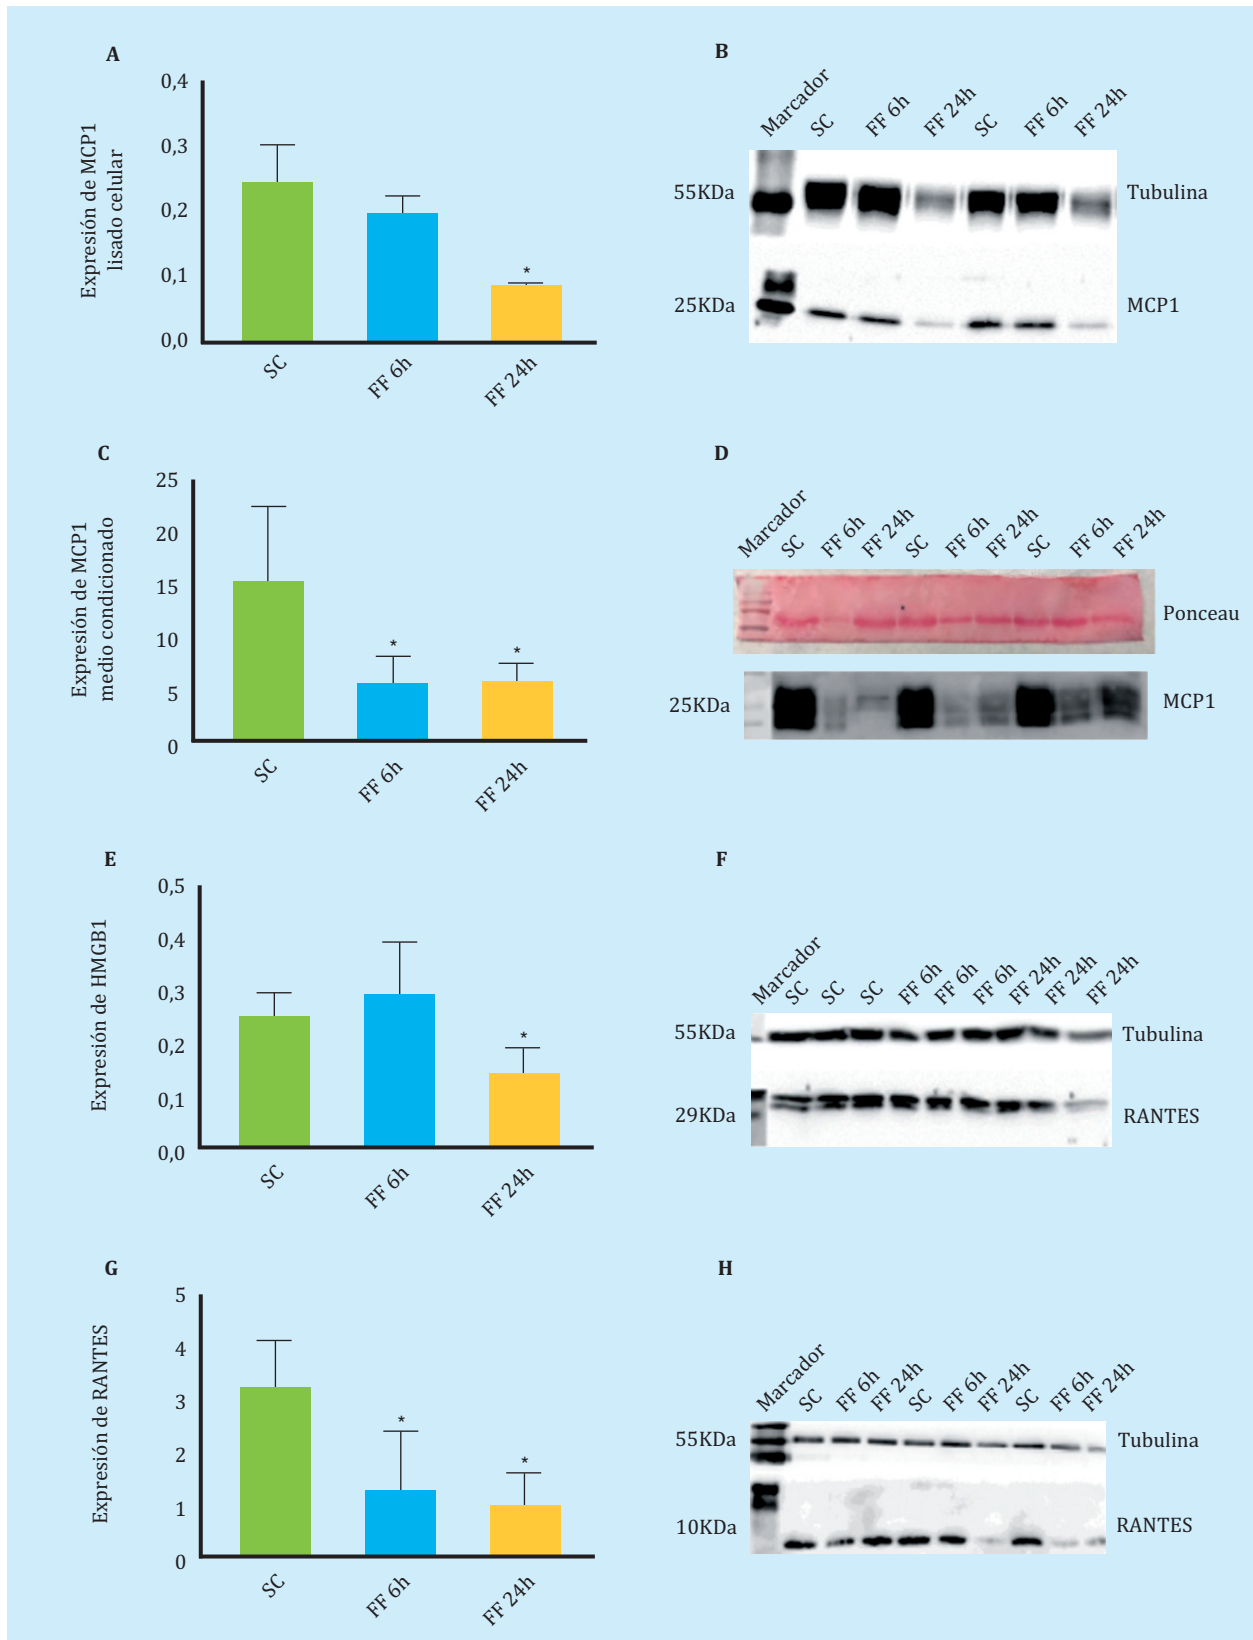 A
Expresión de MCP1
lisado celular
0,4
0,3
0,2
0,1
0,0
*
SC
FF 6h
FF 24h
B
Marcador
SC
FF 6h
FF 24h
SC
FF 6h
FF 24h
55KDa
Tubulina
25KDa
MCP1
C
Expresión de MCP1
medio condicionado
25
20
15
10
5
0
*
*
SC
FF 6h
FF 24h
D
Marcador
SC
FF 6h
FF 24h
SC
FF 6h
FF 24h
SC
FF 6h
FF 24h
Ponceau
25KDa
MCP1
E
Expresión de HMGB1
0,5
0,4
0,3
0,2
0,1
0,0
*
SC
FF 6h
FF 24h
F
Marcador
SC
SC
SC
FF 6h
FF 6h
FF 6h
FF 24h
FF 24h
FF 24h
55KDa
Tubulina
29KDa
RANTES
G
Expresión de RANTES
5
4
3
2
1
0
*
*
SC
FF 6h
FF 24h
H
Marcador
SC
FF 6h
FF 24h
SC
FF 6h
FF 24h
SC
FF 6h
FF 24h
55KDa
Tubulina
10KDa
RANTES